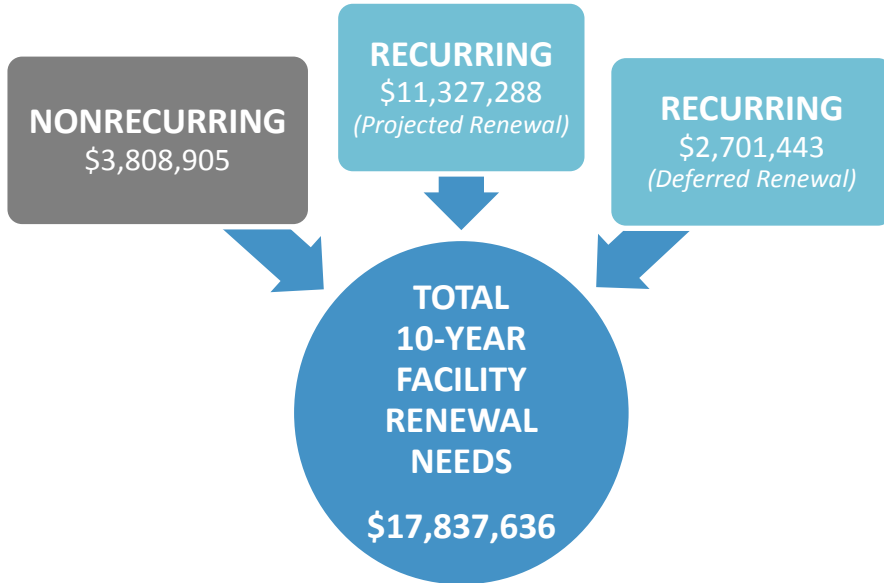 NONRECURRING
$3,808,905
RECURRING
$11,327,288
(Projected Renewal)
RECURRING
$2,701,443
(Deferred Renewal)
TOTAL
10-YEAR
FACILITY
RENEWAL
NEEDS
$17,837,636